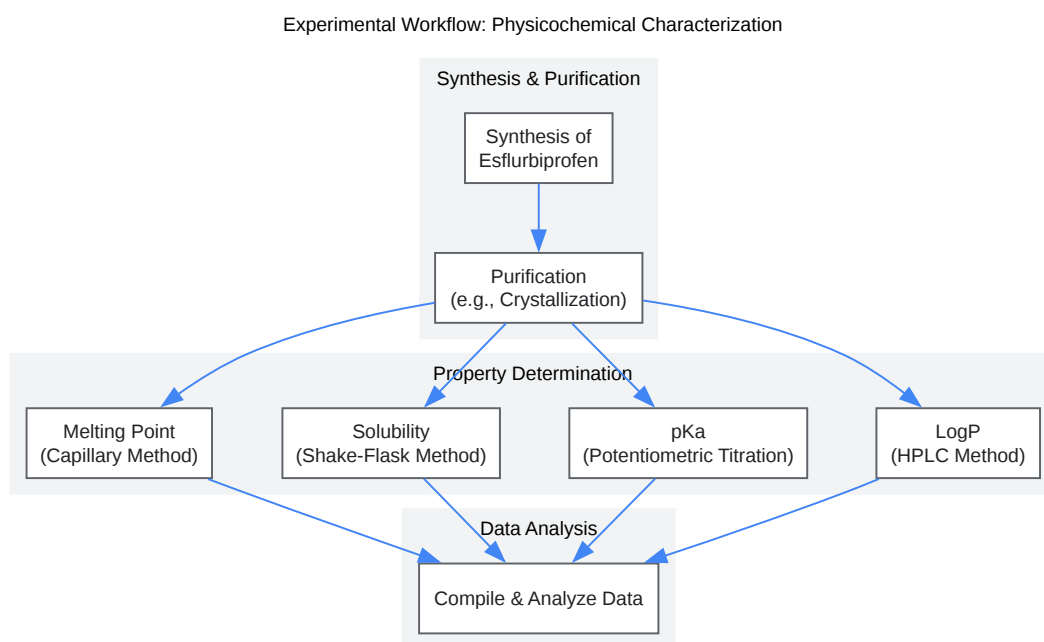 Experimental Workflow: Physicochemical Characterization
Synthesis & Purification
Synthesis of
Esflurbiprofen
Purification
(e.g., Crystallization)
Property Determination
Melting Point
(Capillary Method)
Solubility
(Shake-Flask Method)
pKa
(Potentiometric Titration)
LogP
(HPLC Method)
Data Analysis
Compile & Analyze Data